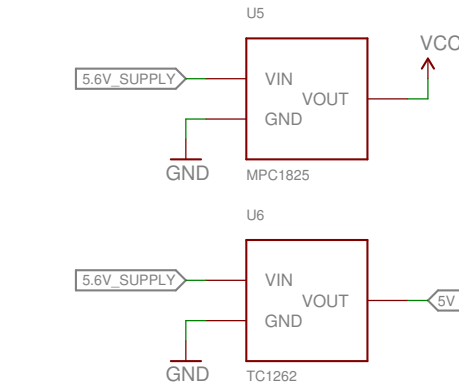 U5
VCC
5.6V_SUPPLY
VIN
VOUT
GND
GND
MPC1825
U6
5.6V_SUPPLY
VIN
VOUT
5V
GND
GND
TC1262